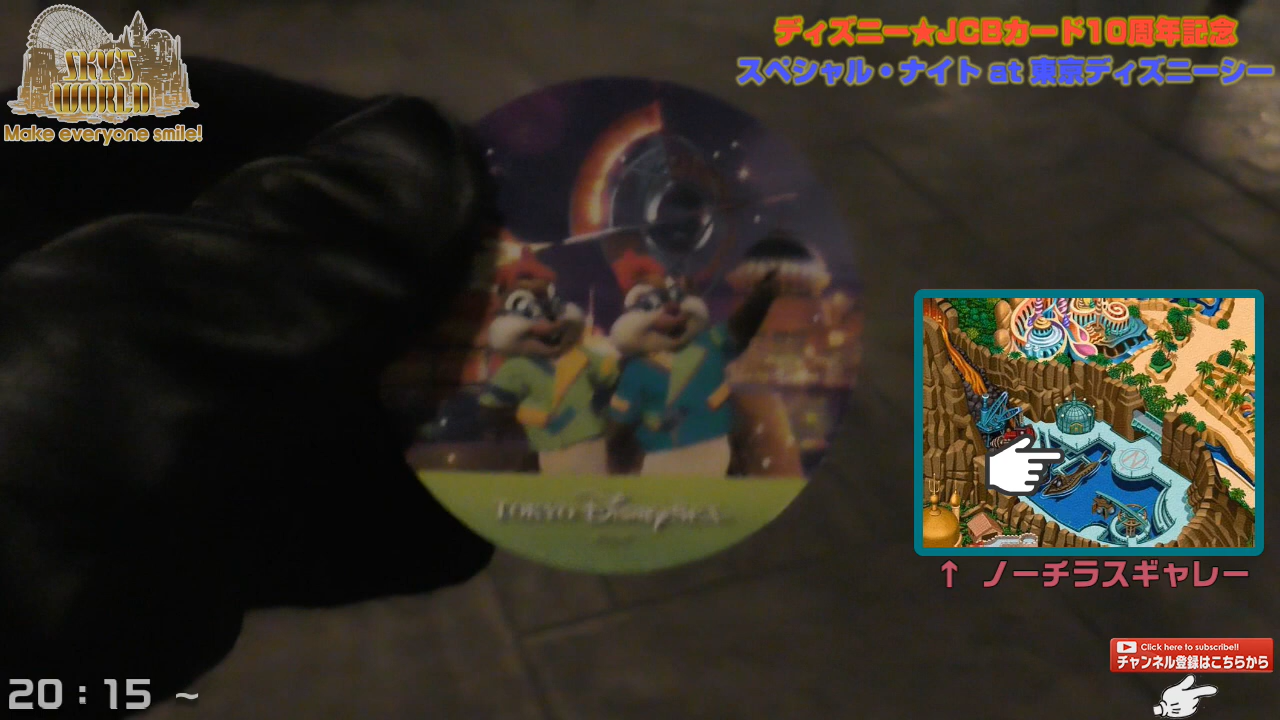 SKY'S
WORLD
Make everyone smile!
ディズニー★JCBカード10周年記念
スペシャル・ナイト at 東京ディズニーシー
TOKYO DisneySEA
↑ ノーチラスギャレー
Click here to subscribe!!
チャンネル登録はこちらから
20:15 ~